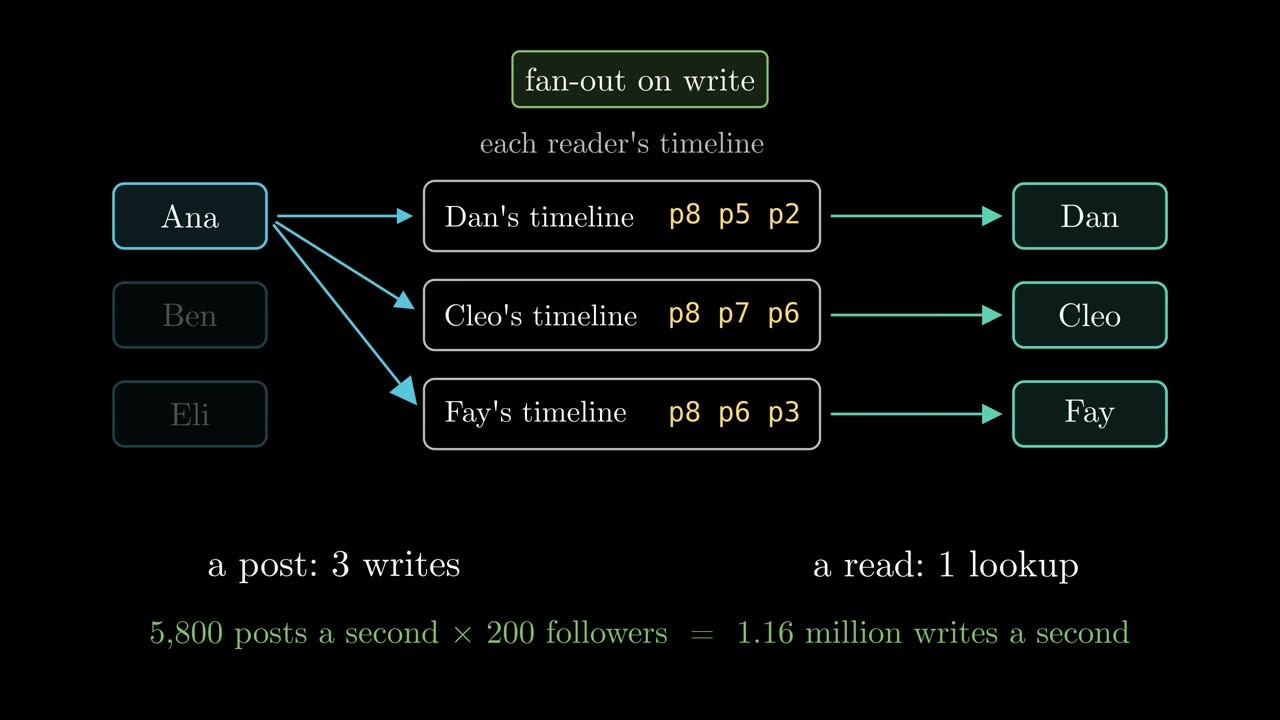 fan-out on write
each reader's timeline
Ana
Dan's timeline p8 p5 p2
Dan
Ben
Cleo's timeline p8 p7 p6
Cleo
Eli
Fay's timeline p8 p6 p3
Fay
a post: 3 writes
a read: 1 lookup
5,800 posts a second × 200 followers = 1.16 million writes a second